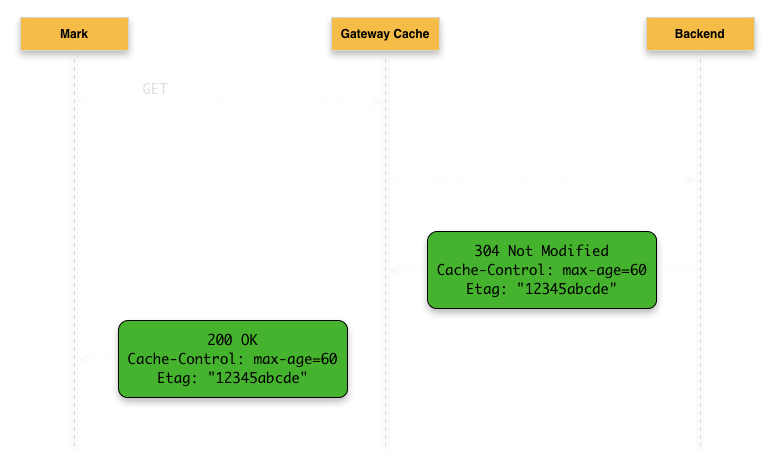 Mark
Gateway Cache
Backend
GET
304 Not Modified
Cache-Control: max-age=60
Etag: "12345abcde"
200 OK
Cache-Control: max-age=60
Etag: "12345abcde"